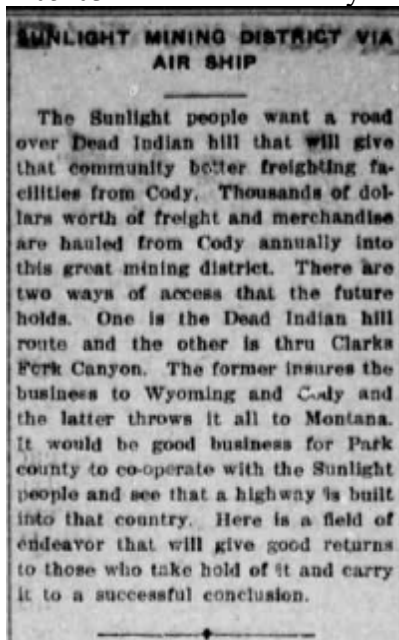 SUNLIGHT MINING DISTRICT VIA
AIR SHIP
The Sunlight people want a road
over Dead Indian hill that will give
that community better freighting fa-
cilities from Cody. Thousands of dol-
lars worth of freight and merchandise
are hauled from Cody annually into
this great mining district. There are
two ways of access that the future
holds. One is the Dead Indian hill
route and the other is thru Clarks
Fork Canyon. The former insures the
business to Wyoming and Cody and
the latter throws it all to Montana.
It would be good business for Park
county to co-operate with the Sunlight
people and see that a highway is built
into that country. Here is a field of
endeavor that will give good returns
to those who take hold of it and carry
it to a successful conclusion.